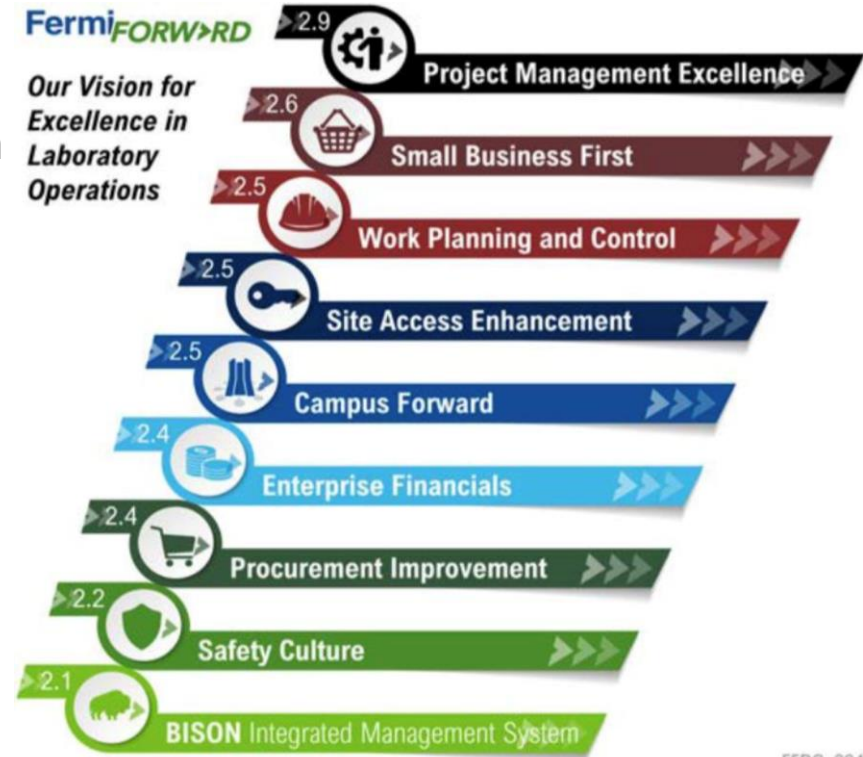 FermiFORW>RD
Our Vision for
Excellence in
Laboratory
Operations
2.9
Project Management Excellence
2.6
Small Business First
2.5
Work Planning and Control
2.5
Site Access Enhancement
2.5
Campus Forward
2.4
Enterprise Financials
2.4
Procurement Improvement
2.2
Safety Culture
2.1
BISON Integrated Management System